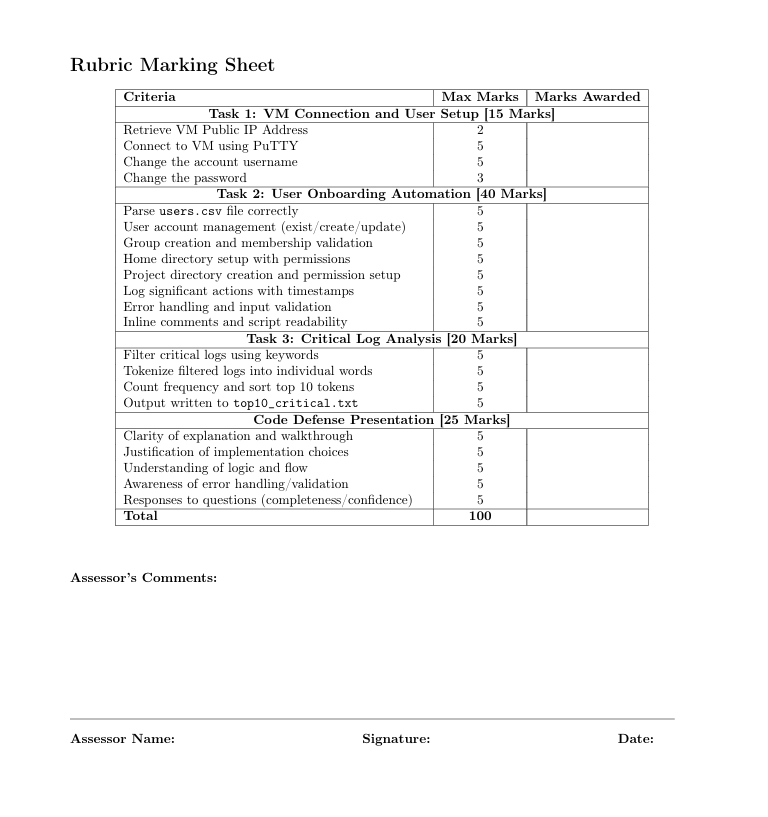 Rubric Marking Sheet
Criteria Max Marks Marks Awarded
Task 1: VM Connection and User Setup [15 Marks]
Retrieve VM Public IP Address 2
Connect to VM using PuTTY 5
Change the account username 5
Change the password 3
Task 2: User Onboarding Automation [40 Marks]
Parse users.csv file correctly 5
User account management (exist/create/update) 5
Group creation and membership validation 5
Home directory setup with permissions 5
Project directory creation and permission setup 5
Log significant actions with timestamps 5
Error handling and input validation 5
Inline comments and script readability 5
Task 3: Critical Log Analysis [20 Marks]
Filter critical logs using keywords 5
Tokenize filtered logs into individual words 5
Count frequency and sort top 10 tokens 5
Output written to top10_critical.txt 5
Code Defense Presentation [25 Marks]
Clarity of explanation and walkthrough 5
Justification of implementation choices 5
Understanding of logic and flow 5
Awareness of error handling/validation 5
Responses to questions (completeness/confidence) 5
Total 100
Assessor's Comments:
Assessor Name: Signature: Date: